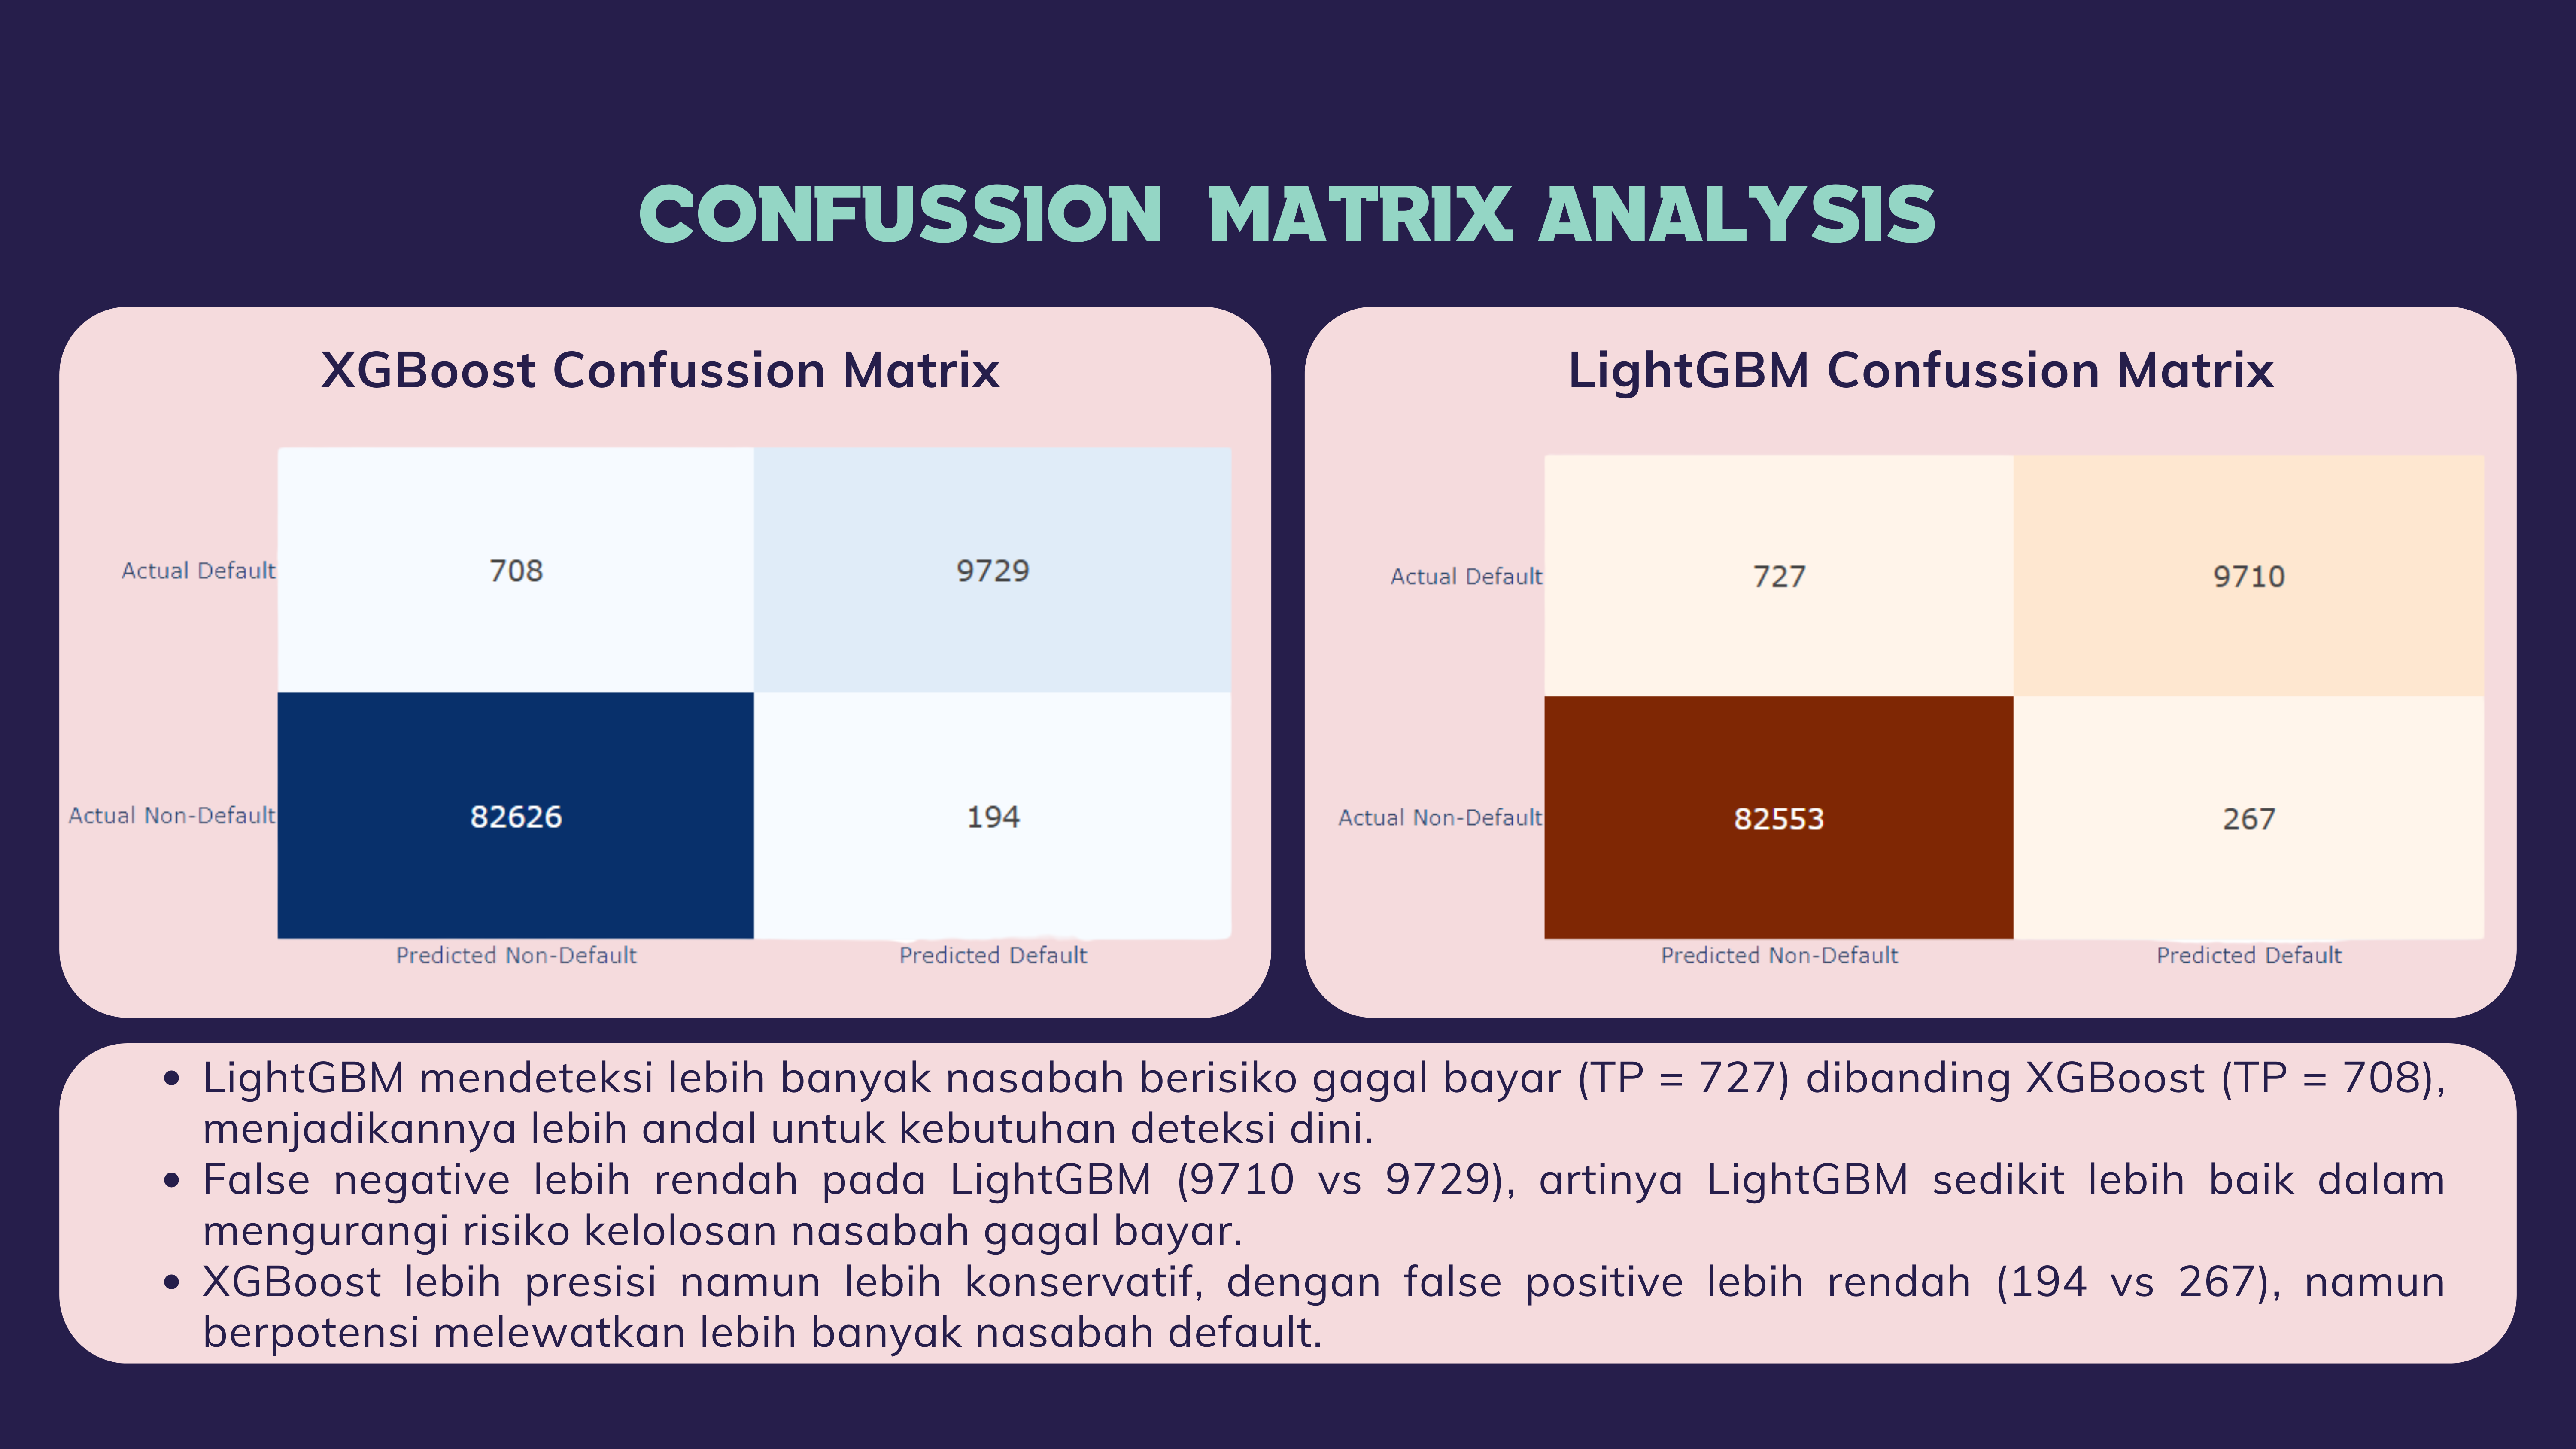 CONFUSSION MATRIX ANALYSIS
XGBoost Confussion Matrix
Actual Default
708
9729
Actual Non-Default
82626
194
Predicted Non-Default
Predicted Default
LightGBM Confussion Matrix
Actual Default
727
9710
Actual Non-Default
82553
267
Predicted Non-Default
Predicted Default
• LightGBM mendeteksi lebih banyak nasabah berisiko gagal bayar (TP = 727) dibanding XGBoost (TP = 708),
menjadikannya lebih andal untuk kebutuhan deteksi dini.
• False negative lebih rendah pada LightGBM (9710 vs 9729), artinya LightGBM sedikit lebih baik dalam
mengurangi risiko kelolosan nasabah gagal bayar.
• XGBoost lebih presisi namun lebih konservatif, dengan false positive lebih rendah (194 vs 267), namun
berpotensi melewatkan lebih banyak nasabah default.